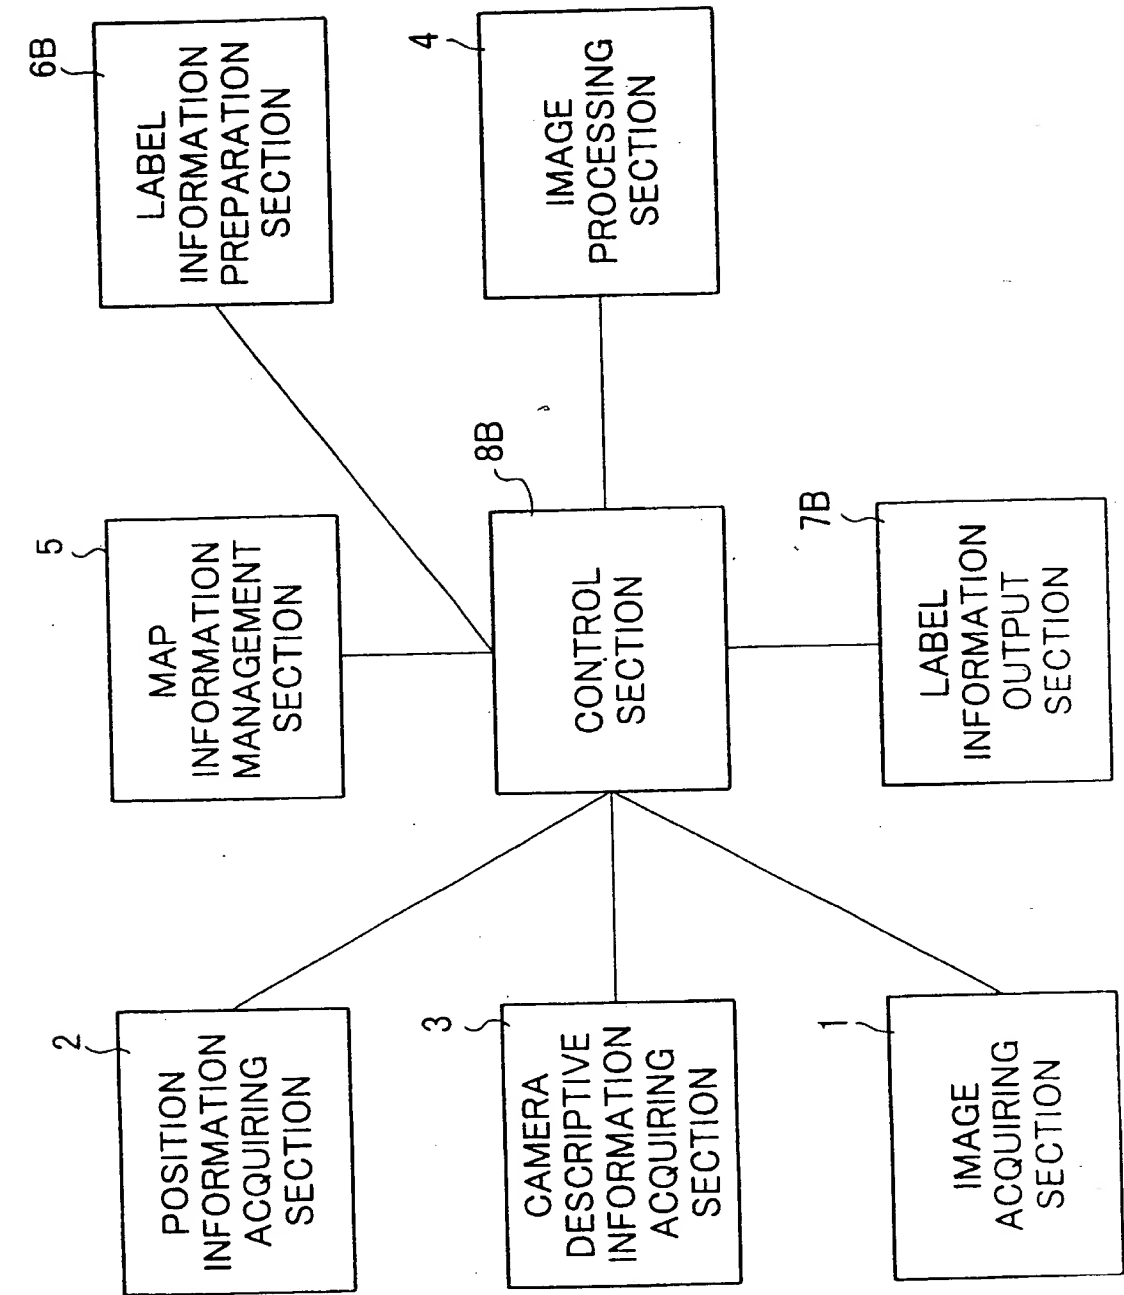 2
POSITION
INFORMATION
ACQUIRING
SECTION
5
MAP
INFORMATION
MANAGEMENT
SECTION
6B
LABEL
INFORMATION
PREPARATION
SECTION
3
CAMERA
DESCRIPTIVE
INFORMATION
ACQUIRING
SECTION
8B
CONTROL
SECTION
4
IMAGE
PROCESSING
SECTION
1
IMAGE
ACQUIRING
SECTION
7B
LABEL
INFORMATION
OUTPUT
SECTION